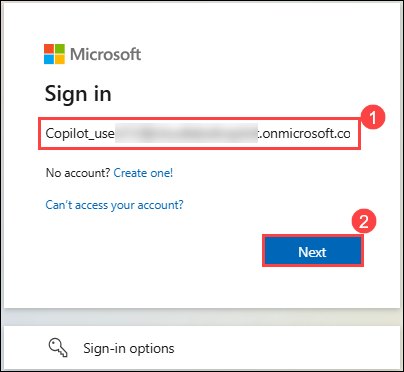 Microsoft
Sign in
1
Copilot_use .onmicrosoft.co
No account? Create one!
Can't access your account?
2
Next
Sign-in options